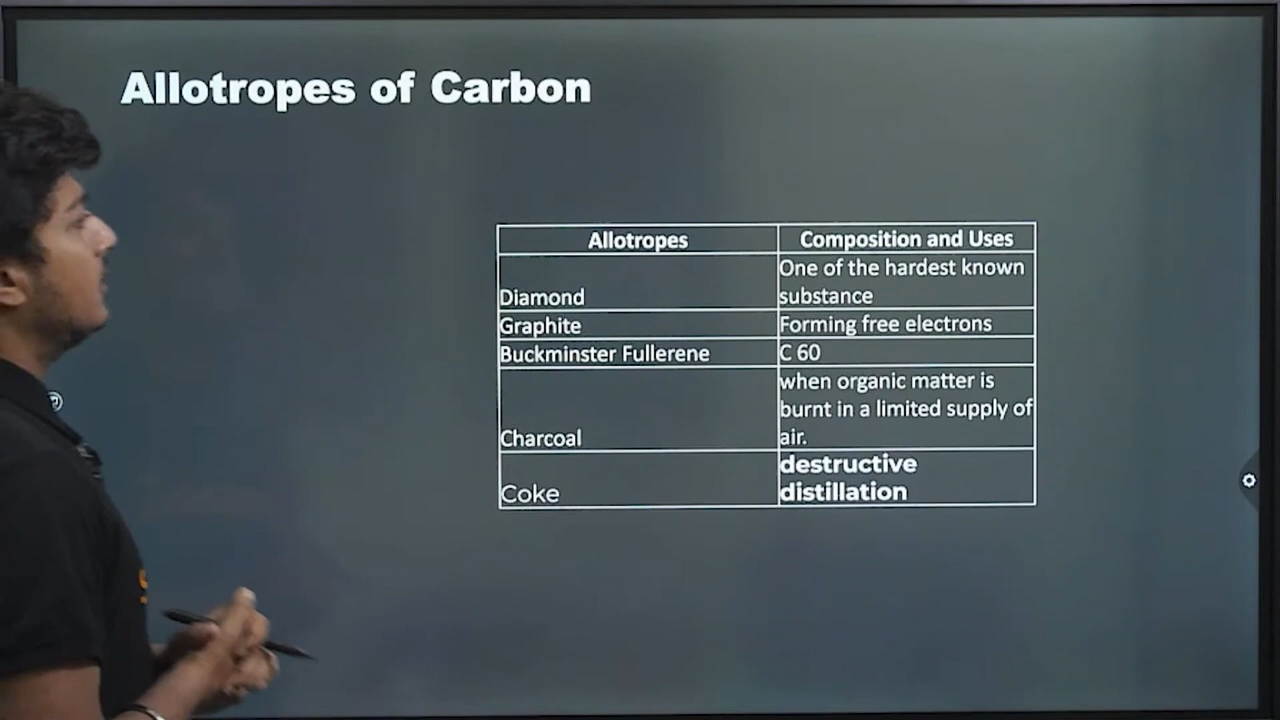 Allotropes of Carbon
Allotropes
Composition and Uses
Diamond
One of the hardest known
substance
Graphite
Forming free electrons
Buckminster Fullerene
C 60
Charcoal
when organic matter is
burnt in a limited supply of
air.
Coke
destructive
distillation